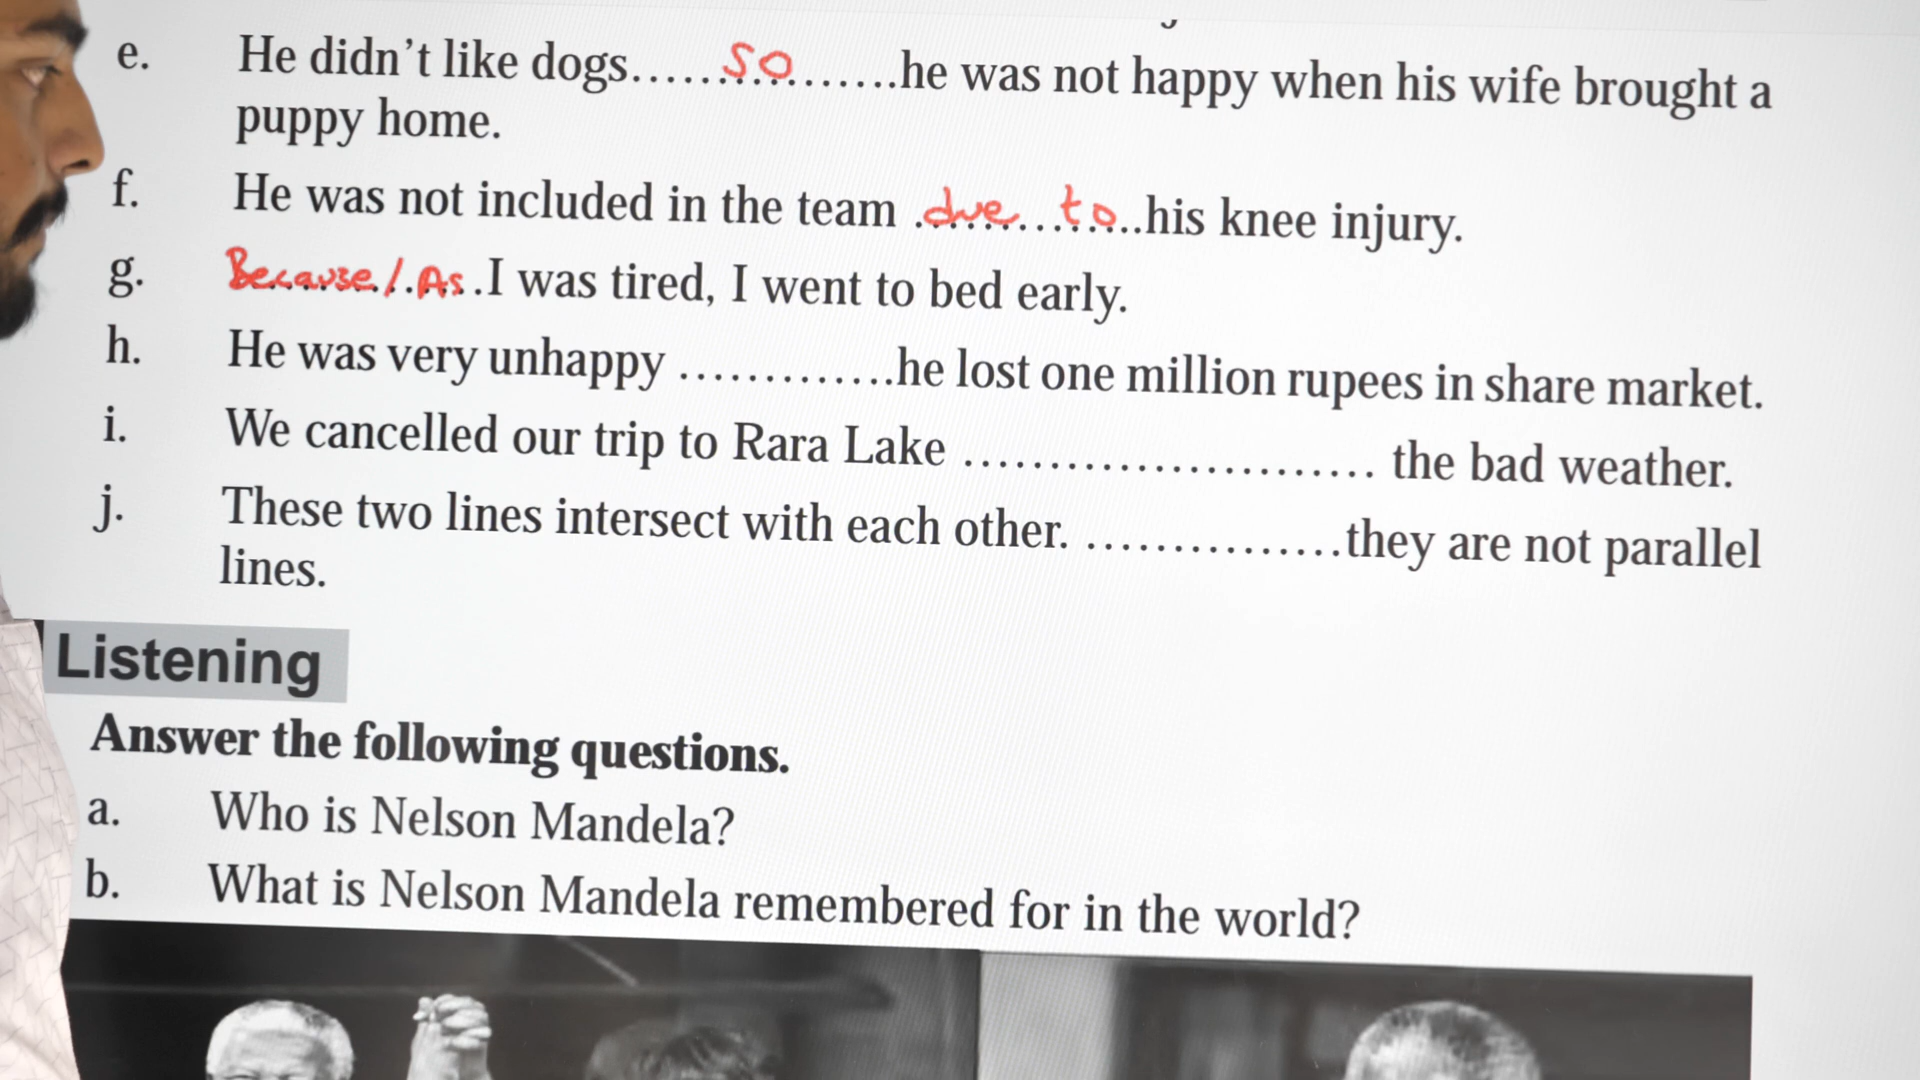 e. He didn't like dogs.....so.......he was not happy when his wife brought a
puppy home.
f. He was not included in the team .due to..his knee injury.
g. Because/.As..I was tired, I went to bed early.
h. He was very unhappy ...............he lost one million rupees in share market.
i. We cancelled our trip to Rara Lake ............................. the bad weather.
j. These two lines intersect with each other. ..................they are not parallel
lines.
Listening
Answer the following questions.
a. Who is Nelson Mandela?
b. What is Nelson Mandela remembered for in the world?